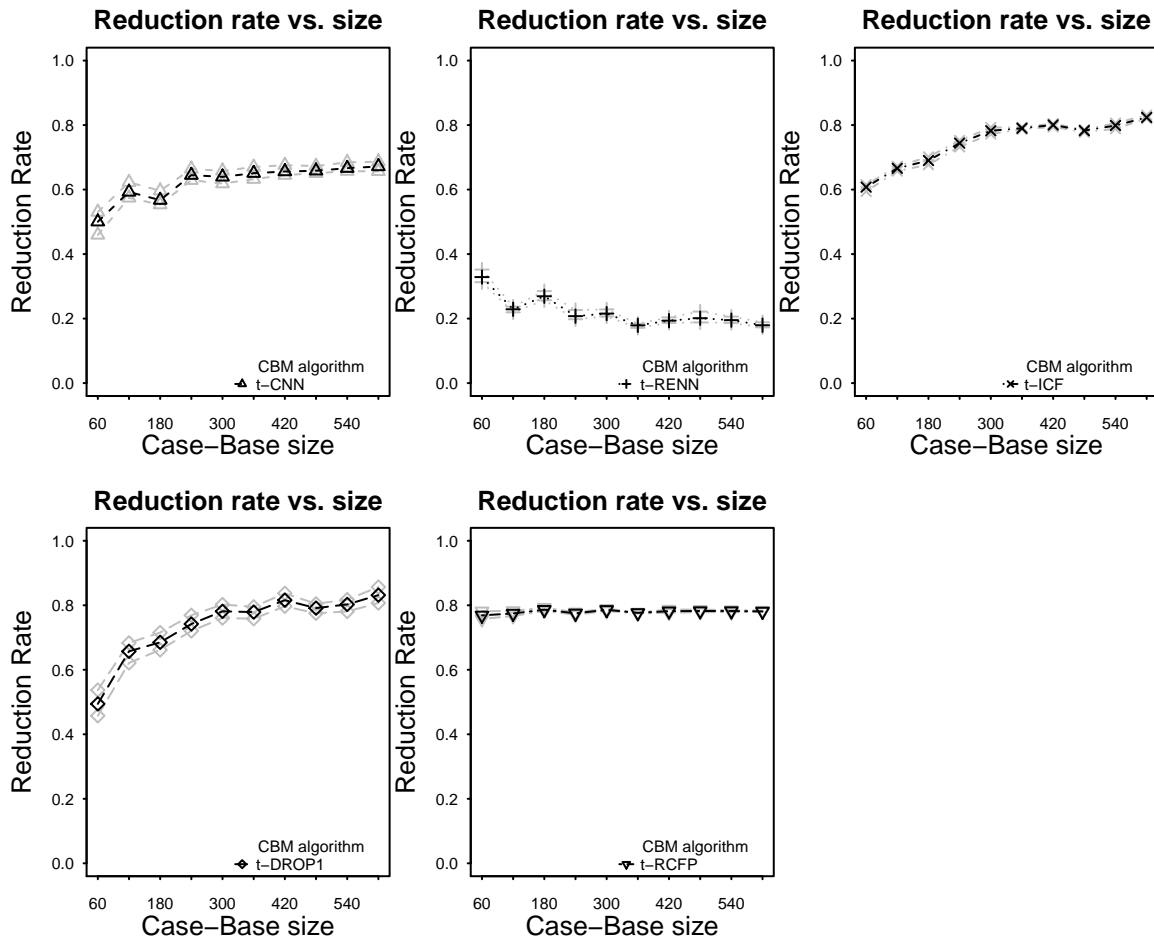 Reduction rate vs. size
Reduction Rate
1.0
0.8
0.6
0.4
0.2
0.0
CBM algorithm
t−CNN
60 180 300 420 540
Case−Base size
Reduction rate vs. size
Reduction Rate
1.0
0.8
0.6
0.4
0.2
0.0
CBM algorithm
t−RENN
60 180 300 420 540
Case−Base size
Reduction rate vs. size
Reduction Rate
1.0
0.8
0.6
0.4
0.2
0.0
CBM algorithm
t−ICF
60 180 300 420 540
Case−Base size
Reduction rate vs. size
Reduction Rate
1.0
0.8
0.6
0.4
0.2
0.0
CBM algorithm
t−DROP1
60 180 300 420 540
Case−Base size
Reduction rate vs. size
Reduction Rate
1.0
0.8
0.6
0.4
0.2
0.0
CBM algorithm
t−RCFP
60 180 300 420 540
Case−Base size